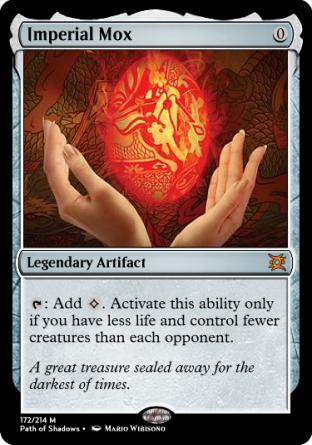 Imperial Mox 0
Legendary Artifact
: Add . Activate this ability only
if you have less life and control fewer
creatures than each opponent.
A great treasure sealed away for the
darkest of times.
172/214 M
Path of Shadows • Mario Wibisono